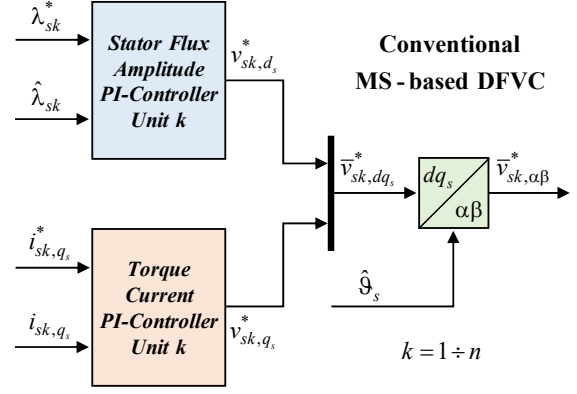 λ*sk
λ̂sk
Stator Flux
Amplitude
PI-Controller
Unit k
v*sk,ds
Conventional
MS-based DFVC
v̄*sk,dqs
dqs
αβ
v̄*sk,αβ
i*sk,qs
isk,qs
Torque
Current
PI-Controller
Unit k
v*sk,qs
ϑ̂s
k = 1 ÷ n